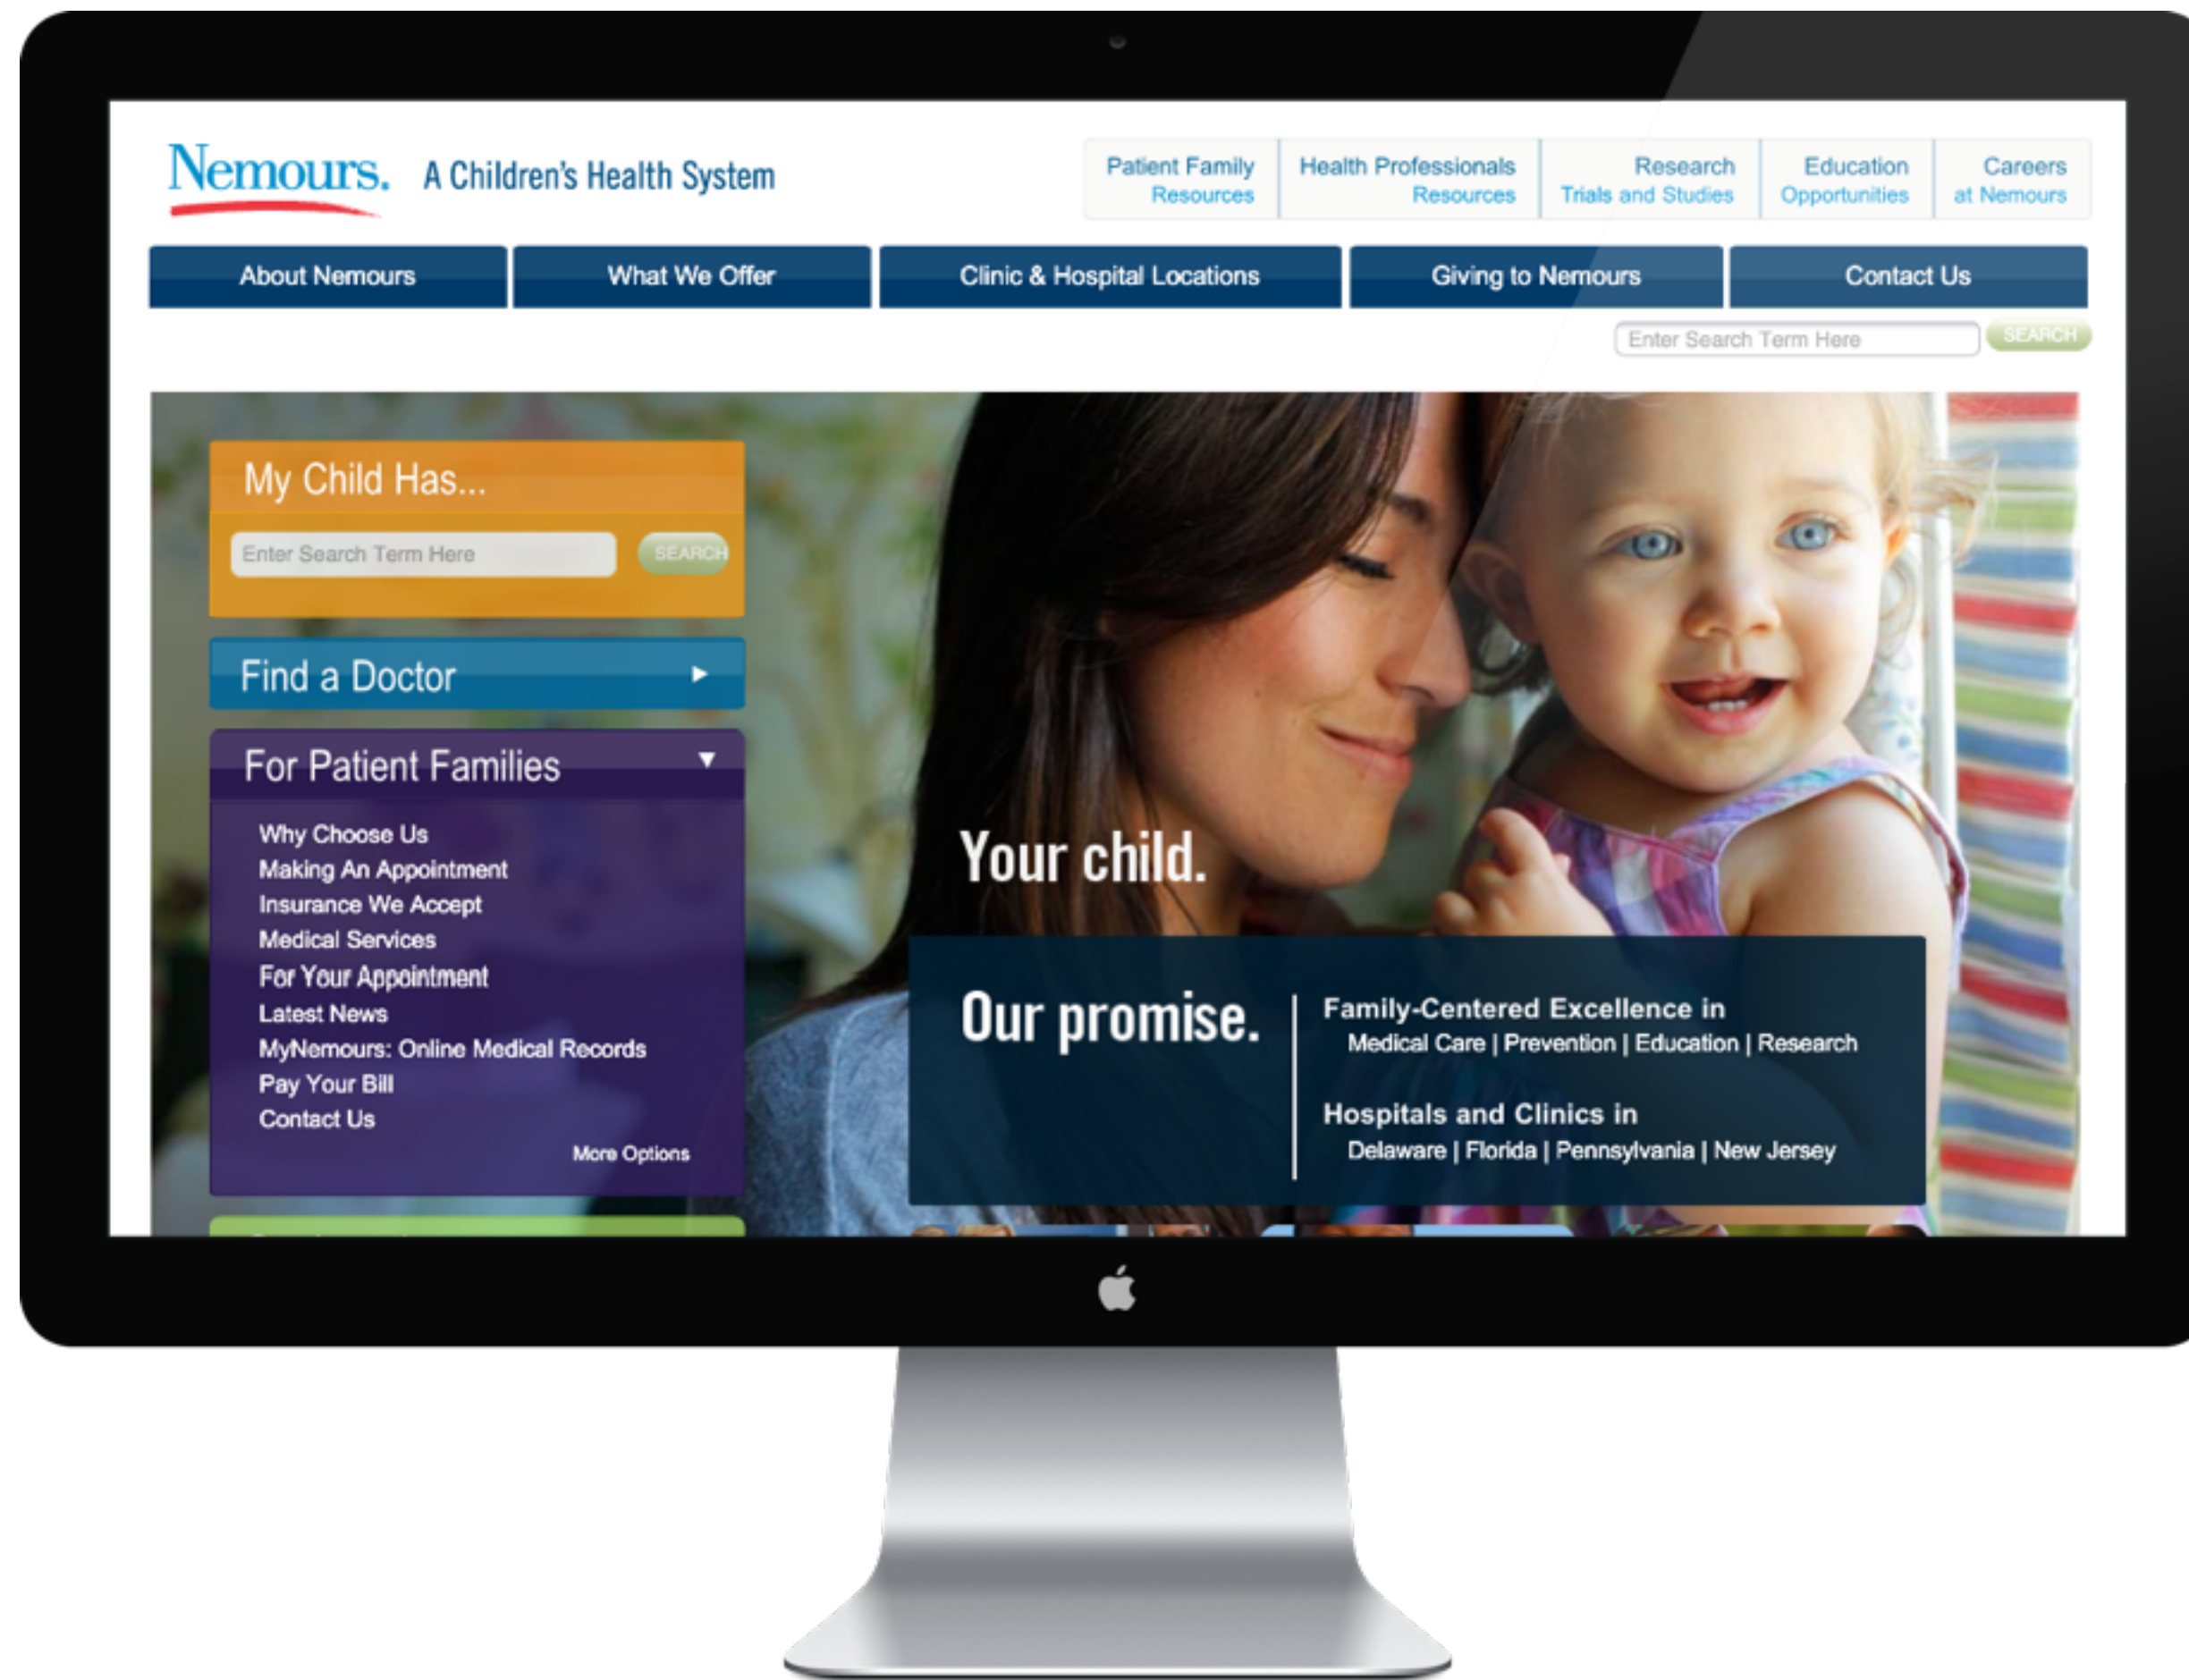 Nemours. A Children's Health System
Patient Family
Resources
Health Professionals
Resources
Research
Trials and Studies
Education
Opportunities
Careers
at Nemours
About Nemours
What We Offer
Clinic & Hospital Locations
Giving to Nemours
Contact Us
Enter Search Term Here
SEARCH
My Child Has...
Enter Search Term Here
SEARCH
Find a Doctor
For Patient Families
Why Choose Us
Making An Appointment
Insurance We Accept
Medical Services
For Your Appointment
Latest News
MyNemours: Online Medical Records
Pay Your Bill
Contact Us
More Options
Your child.
Our promise.
Family-Centered Excellence in
Medical Care | Prevention | Education | Research
Hospitals and Clinics in
Delaware | Florida | Pennsylvania | New Jersey